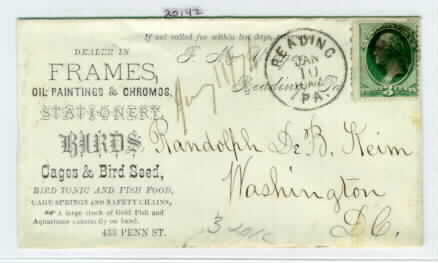 20142
If not called for within ten days,
DEALER IN
FRAMES,
OIL PAINTINGS & CHROMOS,
STATIONERY,
BIRDS
Cages & Bird Seed,
BIRD TONIC AND FISH FOOD,
CAGE SPRINGS AND SAFETY CHAINS,
A large stock of Gold Fish and
Aquariums constantly on hand.
433 PENN ST.
Reading, Pa.
READING
JAN
10
PA.
Randolph De B. Keim
Washington
D.C.